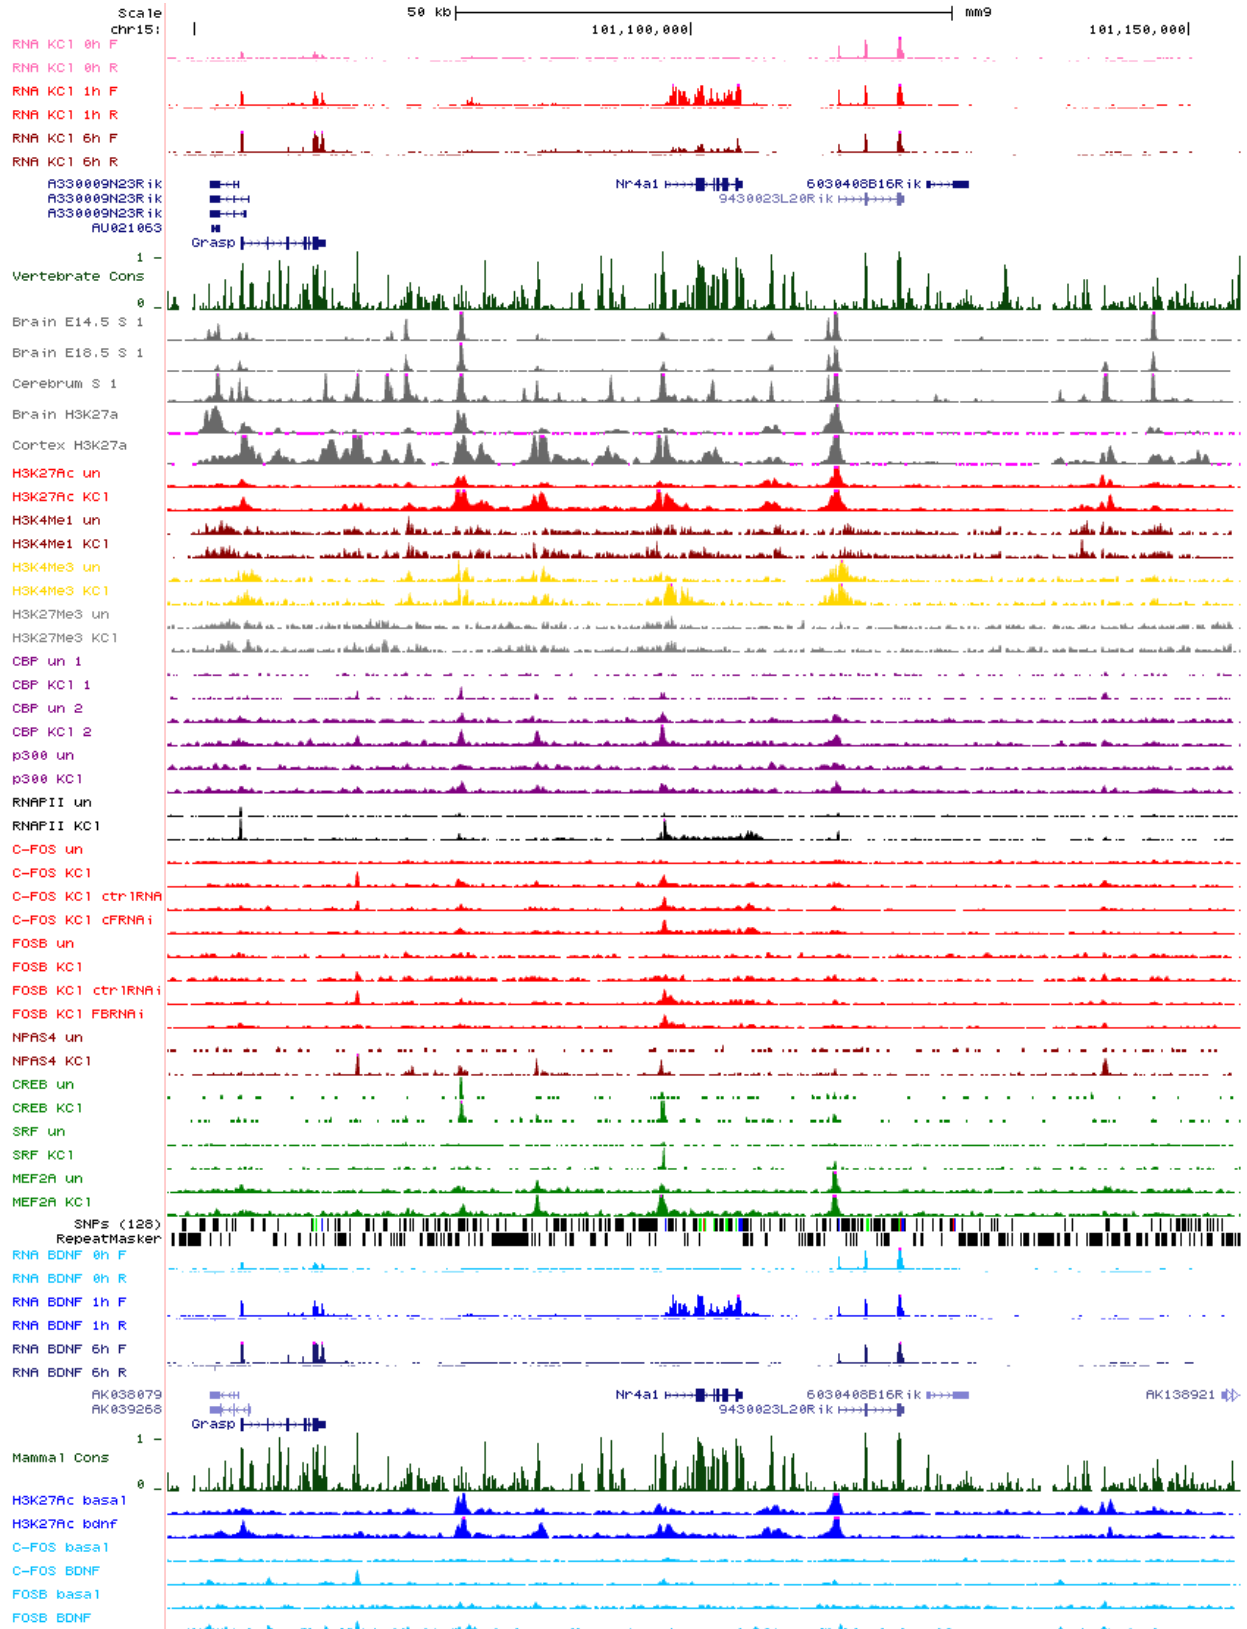 Scale 50 kb mm9
chr15: 101,100,000 101,150,000
RNA KCl 0h F
RNA KCl 0h R
RNA KCl 1h F
RNA KCl 1h R
RNA KCl 6h F
RNA KCl 6h R
A330009N23Rik Nr4a1 6030408B16Rik
A330009N23Rik 9430023L20Rik
A330009N23Rik
AU021063
Grasp
1 _
Vertebrate Cons
0 _
Brain E14.5 S 1
Brain E18.5 S 1
Cerebrum S 1
Brain H3K27a
Cortex H3K27a
H3K27Ac un
H3K27Ac KCl
H3K4Me1 un
H3K4Me1 KCl
H3K4Me3 un
H3K4Me3 KCl
H3K27Me3 un
H3K27Me3 KCl
CBP un 1
CBP KCl 1
CBP un 2
CBP KCl 2
p300 un
p300 KCl
RNAPII un
RNAPII KCl
C-FOS un
C-FOS KCl
C-FOS KCl ctrlRNA
C-FOS KCl cFRNAi
FOSB un
FOSB KCl
FOSB KCl ctrlRNAi
FOSB KCl FBRNAi
NPAS4 un
NPAS4 KCl
CREB un
CREB KCl
SRF un
SRF KCl
MEF2A un
MEF2A KCl
SNPs (128)
RepeatMasker
RNA BDNF 0h F
RNA BDNF 0h R
RNA BDNF 1h F
RNA BDNF 1h R
RNA BDNF 6h F
RNA BDNF 6h R
AK038079 Nr4a1 6030408B16Rik AK138921
AK039268 9430023L20Rik
Grasp
1 _
Mammal Cons
0 _
H3K27Ac basal
H3K27Ac bdnf
C-FOS basal
C-FOS BDNF
FOSB basal
FOSB BDNF